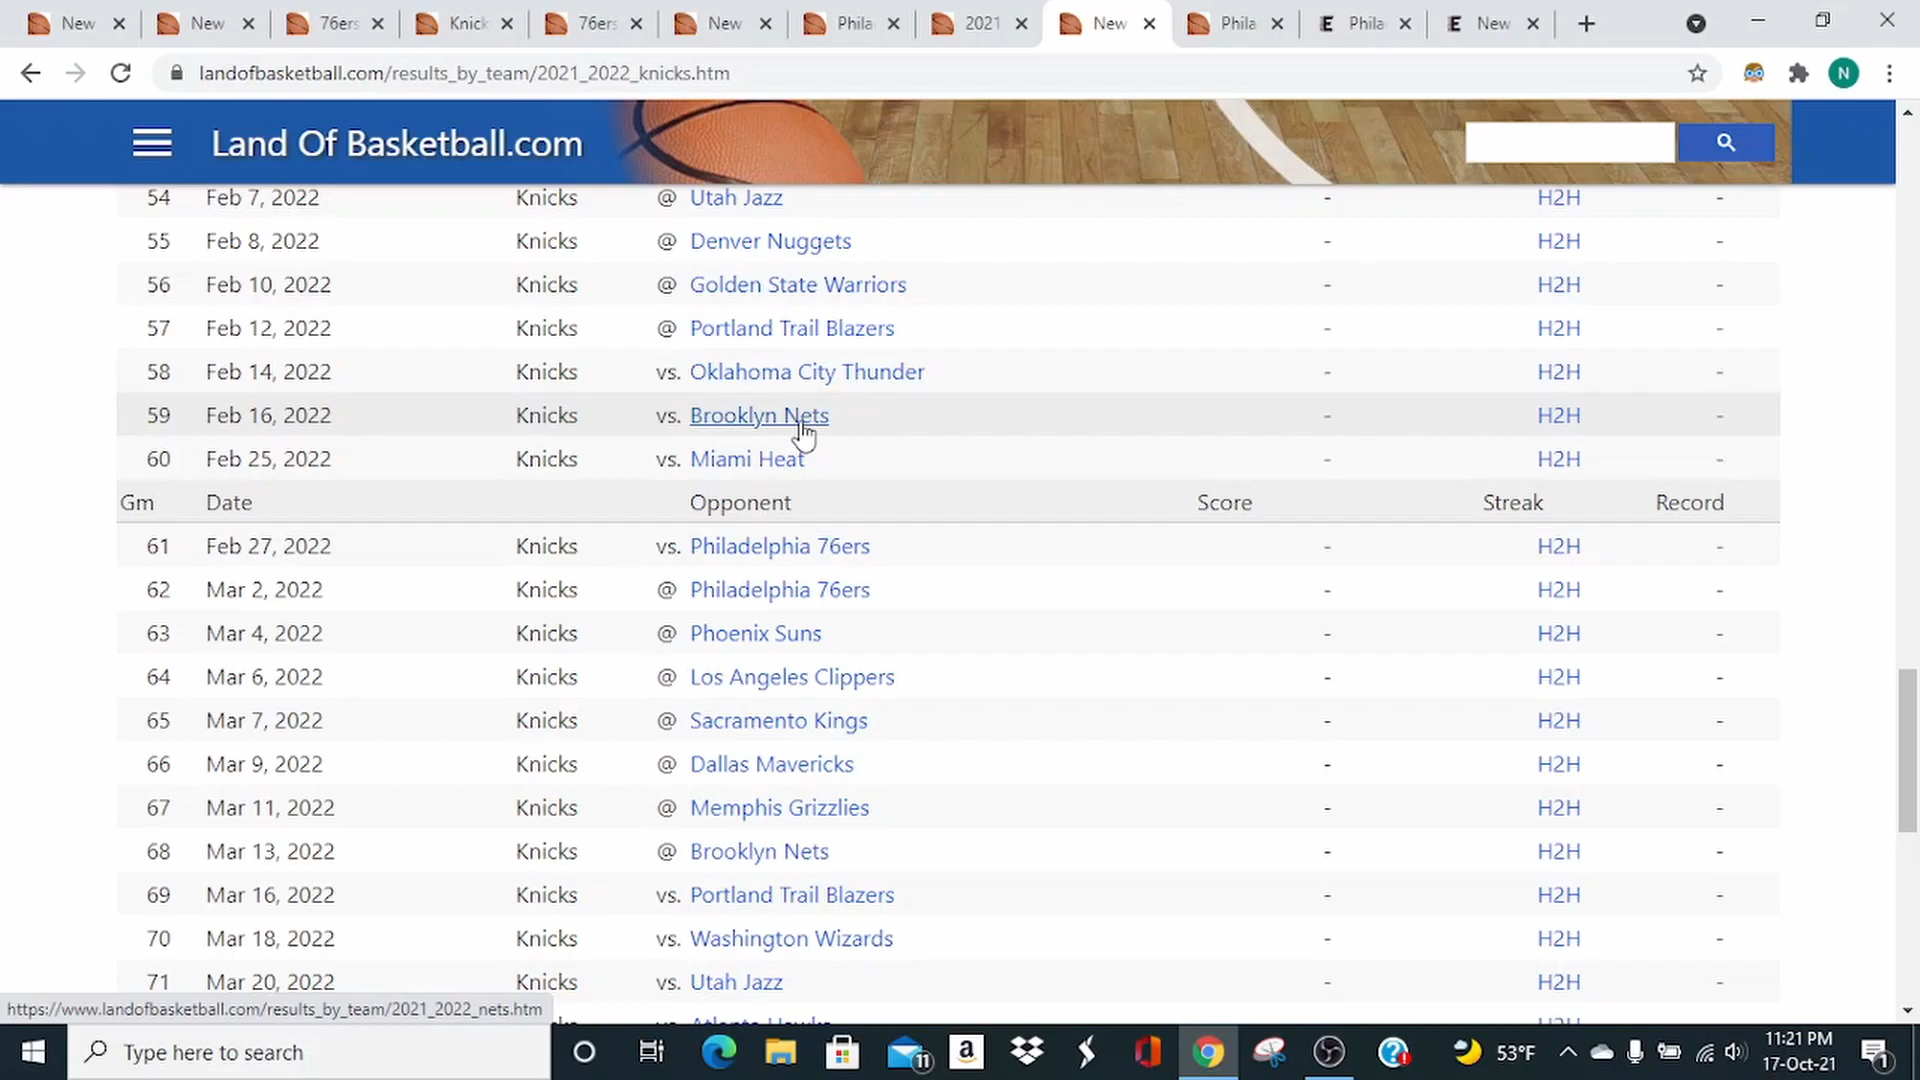 New
New
76ers
Knick
76ers
New
Phila
2021
New
Phila
Phila
New
landofbasketball.com/results_by_team/2021_2022_knicks.htm
N
Land Of Basketball.com
54 Feb 7, 2022 Knicks @ Utah Jazz - H2H -
55 Feb 8, 2022 Knicks @ Denver Nuggets - H2H -
56 Feb 10, 2022 Knicks @ Golden State Warriors - H2H -
57 Feb 12, 2022 Knicks @ Portland Trail Blazers - H2H -
58 Feb 14, 2022 Knicks vs. Oklahoma City Thunder - H2H -
59 Feb 16, 2022 Knicks vs. Brooklyn Nets - H2H -
60 Feb 25, 2022 Knicks vs. Miami Heat - H2H -
Gm Date Opponent Score Streak Record
61 Feb 27, 2022 Knicks vs. Philadelphia 76ers - H2H -
62 Mar 2, 2022 Knicks @ Philadelphia 76ers - H2H -
63 Mar 4, 2022 Knicks @ Phoenix Suns - H2H -
64 Mar 6, 2022 Knicks @ Los Angeles Clippers - H2H -
65 Mar 7, 2022 Knicks @ Sacramento Kings - H2H -
66 Mar 9, 2022 Knicks @ Dallas Mavericks - H2H -
67 Mar 11, 2022 Knicks @ Memphis Grizzlies - H2H -
68 Mar 13, 2022 Knicks @ Brooklyn Nets - H2H -
69 Mar 16, 2022 Knicks vs. Portland Trail Blazers - H2H -
70 Mar 18, 2022 Knicks vs. Washington Wizards - H2H -
71 Mar 20, 2022 Knicks vs. Utah Jazz - H2H -
https://www.landofbasketball.com/results_by_team/2021_2022_nets.htm
Type here to search
11
53°F
11:21 PM
17-Oct-21
1